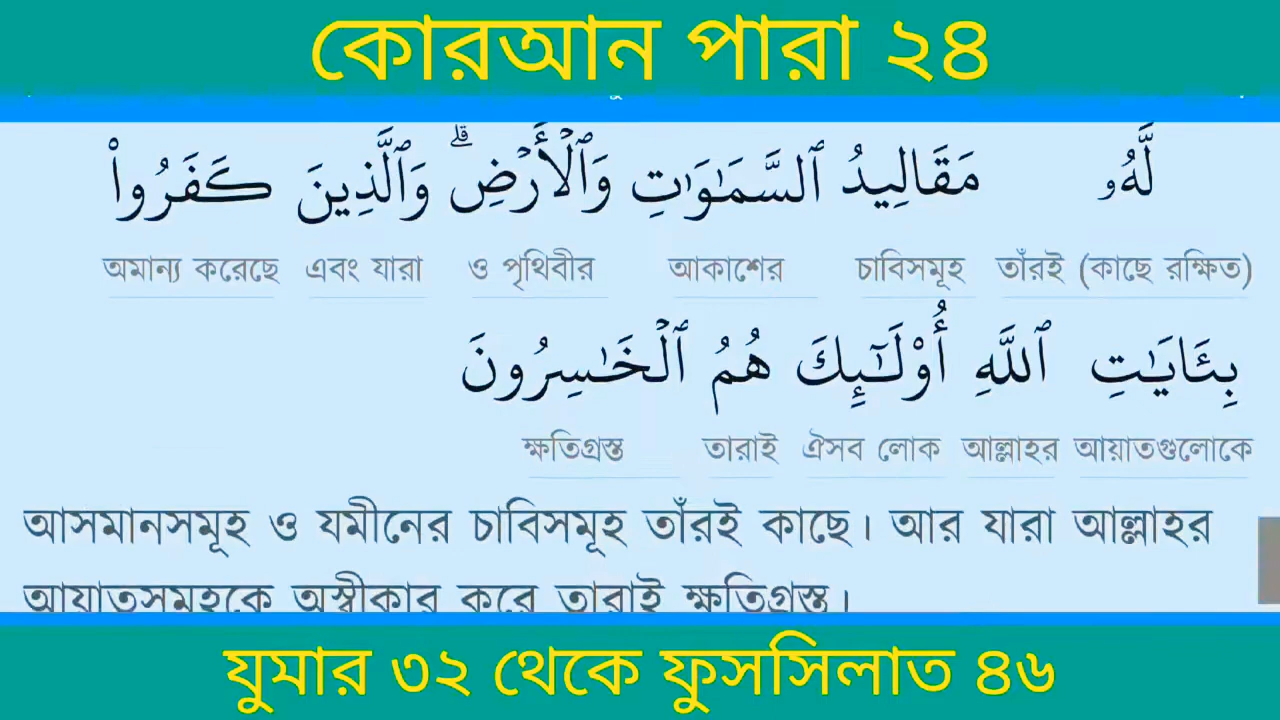 কোরআন পারা ২৪
لَّهُۥ مَقَالِيدُ ٱلسَّمَـٰوَٰتِ وَٱلْأَرْضِ ۗ وَٱلَّذِينَ كَفَرُوا۟
তাঁরই (কাছে রক্ষিত) চাবিসমূহ আকাশের ও পৃথিবীর এবং যারা অমান্য করেছে
بِـَٔايَـٰتِ ٱللَّهِ أُو۟لَـٰٓئِكَ هُمُ ٱلْخَـٰسِرُونَ
আয়াতগুলোকে আল্লাহর ঐসব লোক তারাই ক্ষতিগ্রস্ত
আসমানসমূহ ও যমীনের চাবিসমূহ তাঁরই কাছে। আর যারা আল্লাহর
আয়াতসমূহকে অস্বীকার করে তারাই ক্ষতিগ্রস্ত।
যুমার ৩২ থেকে ফুসসিলাত ৪৬